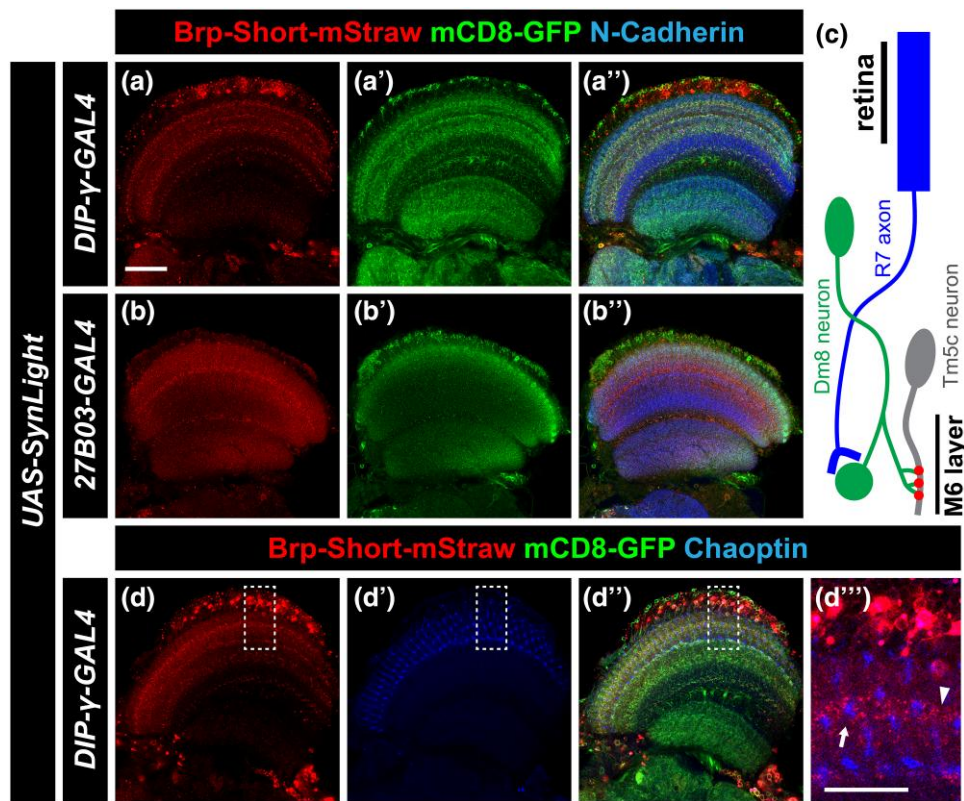 Brp-Short-mStraw mCD8-GFP N-Cadherin
(c)
UAS-SynLight
DIP-γ-GAL4
(a)
(a')
(a'')
retina
R7 axon
Dm8 neuron
Tm5c neuron
M6 layer
27B03-GAL4
(b)
(b')
(b'')
Brp-Short-mStraw mCD8-GFP Chaoptin
DIP-γ-GAL4
(d)
(d')
(d'')
(d''')